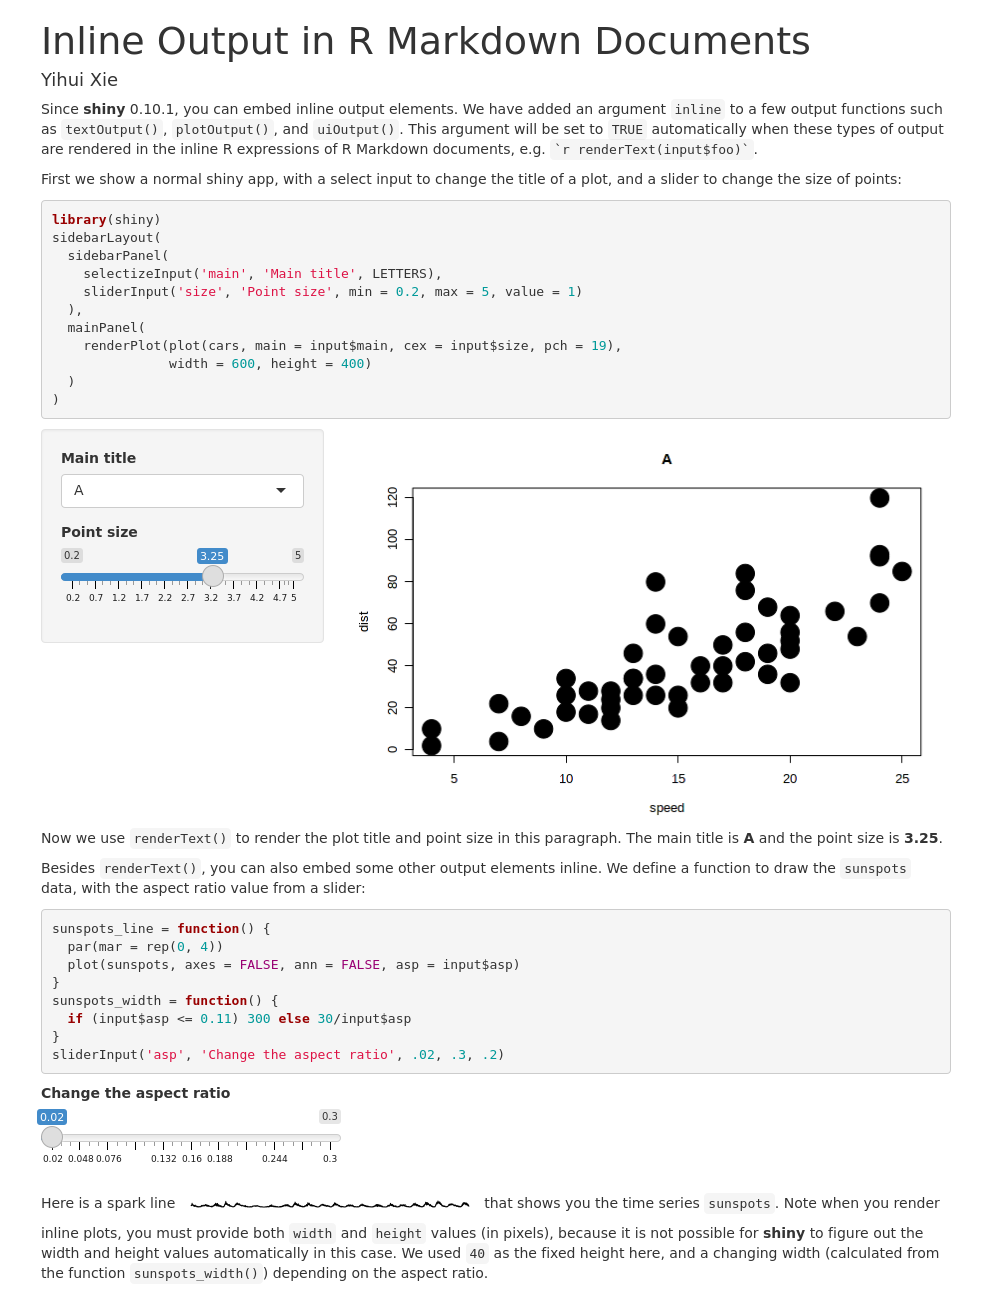 Inline Output in R Markdown Documents
Yihui Xie
Since shiny 0.10.1, you can embed inline output elements. We have added an argument inline to a few output functions such
as textOutput(), plotOutput(), and uiOutput(). This argument will be set to TRUE automatically when these types of output
are rendered in the inline R expressions of R Markdown documents, e.g. `r renderText(input$foo)`.
First we show a normal shiny app, with a select input to change the title of a plot, and a slider to change the size of points:
library(shiny)
sidebarLayout(
  sidebarPanel(
    selectizeInput('main', 'Main title', LETTERS),
    sliderInput('size', 'Point size', min = 0.2, max = 5, value = 1)
  ),
  mainPanel(
    renderPlot(plot(cars, main = input$main, cex = input$size, pch = 19),
               width = 600, height = 400)
  )
)
Main title
A
Point size
0.2 3.25 5
0.2 0.7 1.2 1.7 2.2 2.7 3.2 3.7 4.2 4.7 5
A
dist
120
100
80
60
40
20
0
5 10 15 20 25
speed
Now we use renderText() to render the plot title and point size in this paragraph. The main title is A and the point size is 3.25.
Besides renderText(), you can also embed some other output elements inline. We define a function to draw the sunspots
data, with the aspect ratio value from a slider:
sunspots_line = function() {
  par(mar = rep(0, 4))
  plot(sunspots, axes = FALSE, ann = FALSE, asp = input$asp)
}
sunspots_width = function() {
  if (input$asp <= 0.11) 300 else 30/input$asp
}
sliderInput('asp', 'Change the aspect ratio', .02, .3, .2)
Change the aspect ratio
0.02 0.3
0.02 0.048 0.076 0.132 0.16 0.188 0.244 0.3
Here is a spark line that shows you the time series sunspots. Note when you render
inline plots, you must provide both width and height values (in pixels), because it is not possible for shiny to figure out the
width and height values automatically in this case. We used 40 as the fixed height here, and a changing width (calculated from
the function sunspots_width()) depending on the aspect ratio.